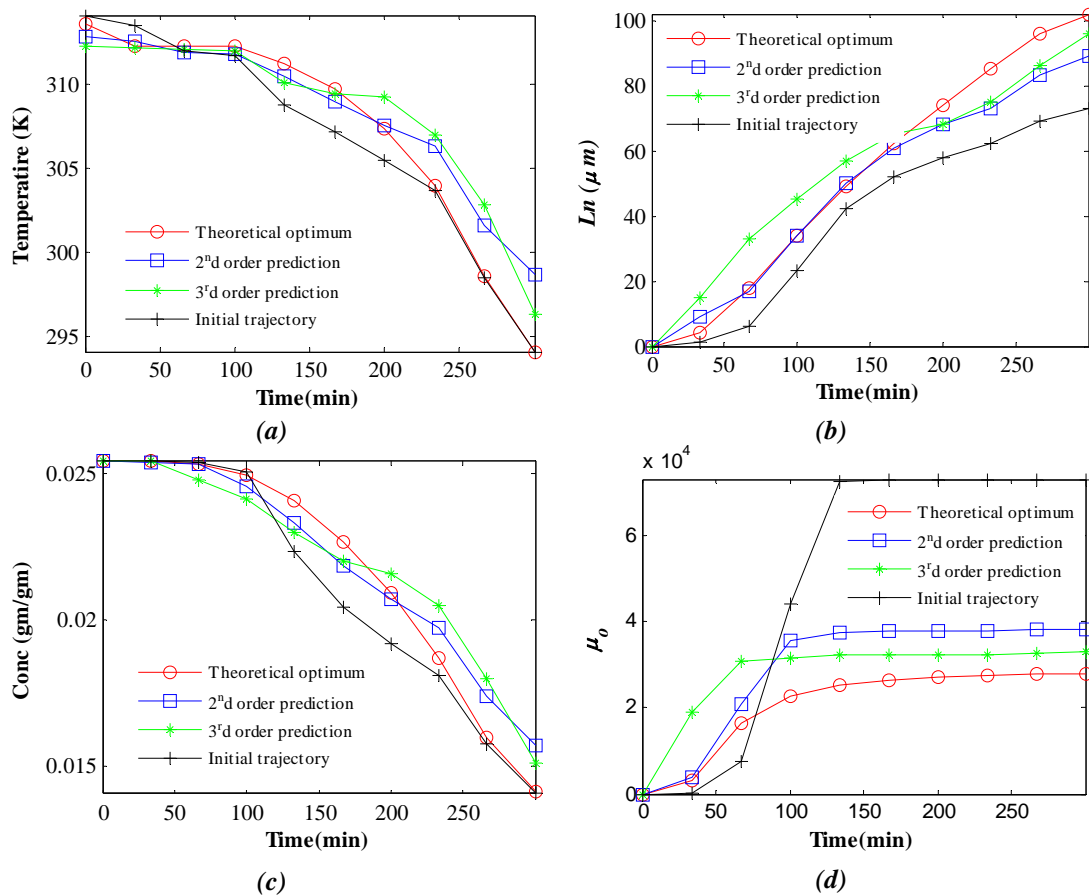 310
305
300
295
Temperatire (K)
Theoretical optimum
2ⁿd order prediction
3ʳd order prediction
Initial trajectory
0 50 100 150 200 250
Time(min)
(a)
100
80
60
40
20
0
Ln (μ m)
Theoretical optimum
2ⁿd order prediction
3ʳd order prediction
Initial trajectory
0 50 100 150 200 250
Time(min)
(b)
0.025
0.02
0.015
Conc (gm/gm)
Theoretical optimum
2ⁿd order prediction
3ʳd order prediction
Initial trajectory
0 50 100 150 200 250
Time(min)
(c)
x 10⁴
6
4
2
0
μₒ
Theoretical optimum
2ⁿd order prediction
3ʳd order prediction
Initial trajectory
0 50 100 150 200 250
Time(min)
(d)